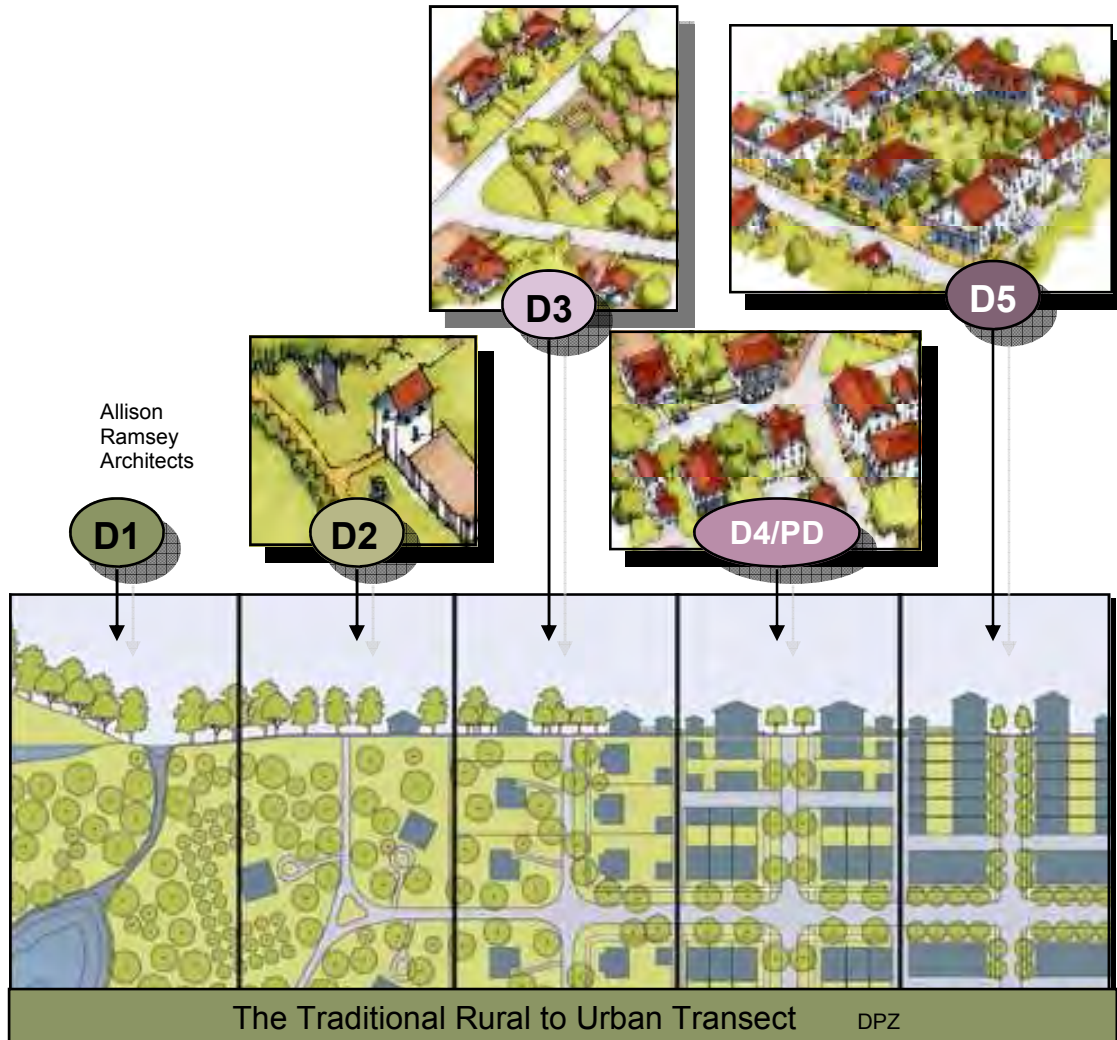 D3
D5
Allison
Ramsey
Architects
D1
D2
D4/PD
The Traditional Rural to Urban Transect DPZ